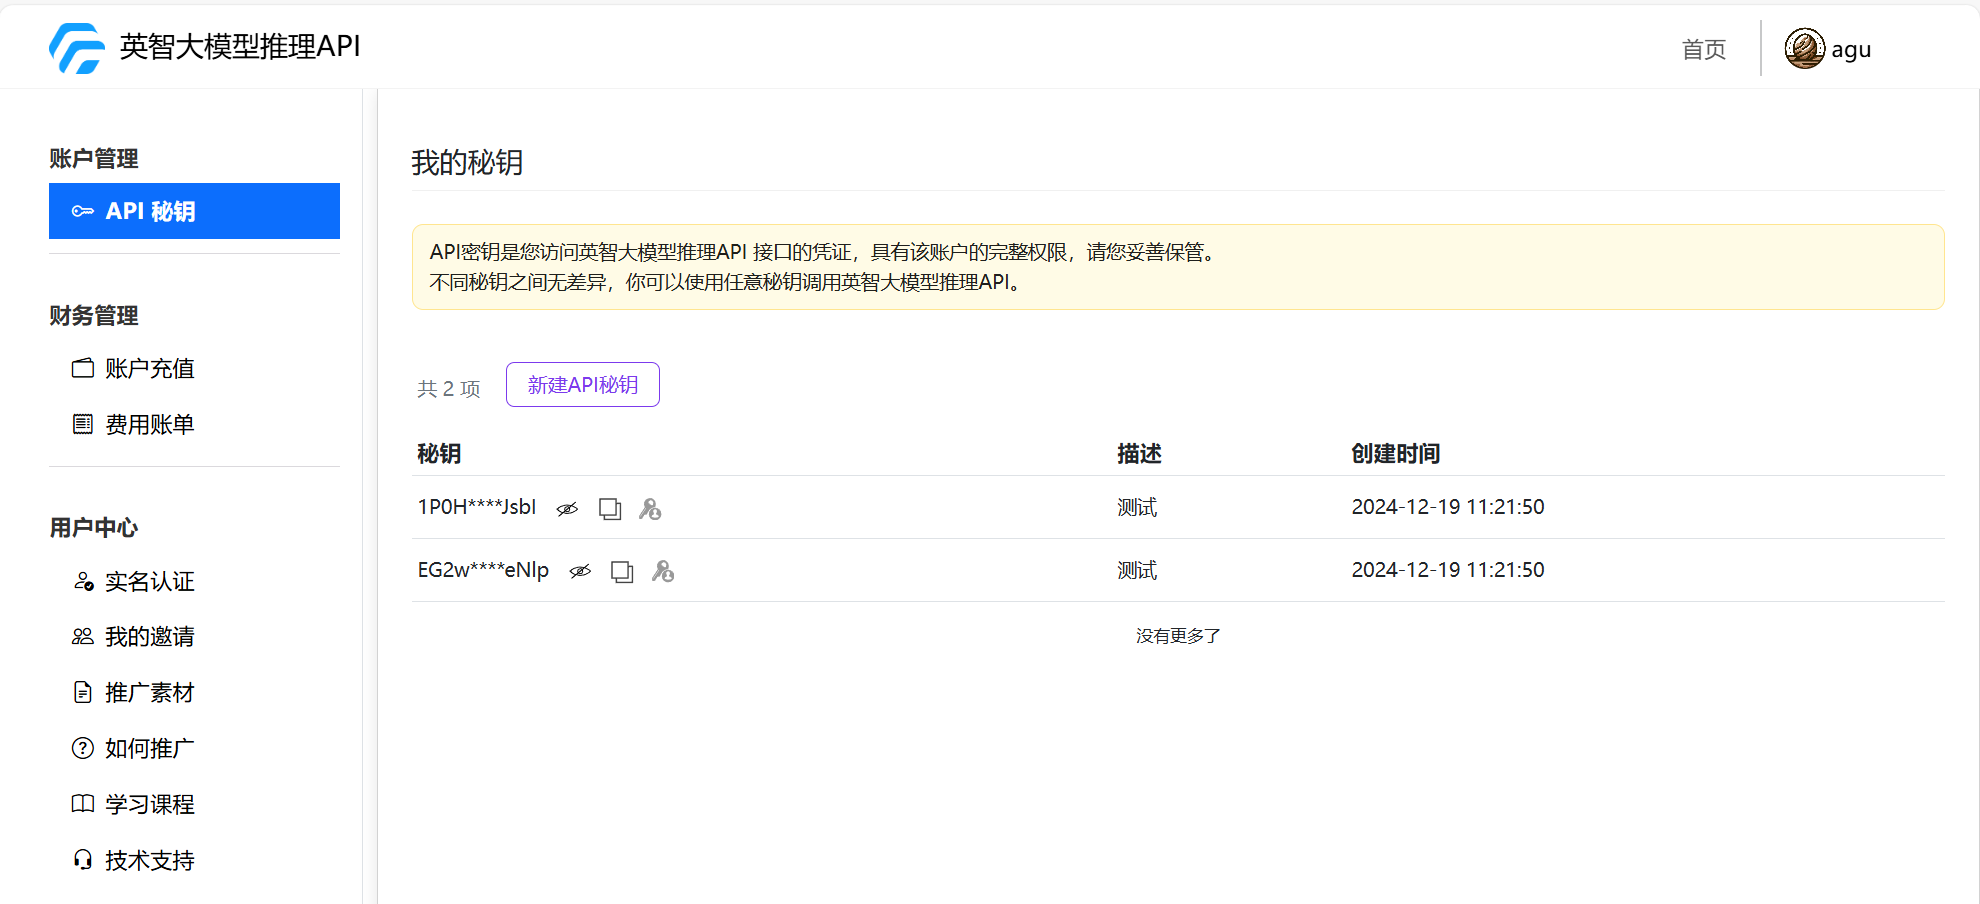 英智大模型推理API
首页
agu
账户管理
API 秘钥
财务管理
账户充值
费用账单
用户中心
实名认证
我的邀请
推广素材
如何推广
学习课程
技术支持
我的秘钥
API密钥是您访问英智大模型推理API 接口的凭证，具有该账户的完整权限，请您妥善保管。
不同秘钥之间无差异，你可以使用任意秘钥调用英智大模型推理API。
共 2 项
新建API秘钥
秘钥 描述 创建时间
1P0H****JsbI 测试 2024-12-19 11:21:50
EG2w****eNlp 测试 2024-12-19 11:21:50
没有更多了